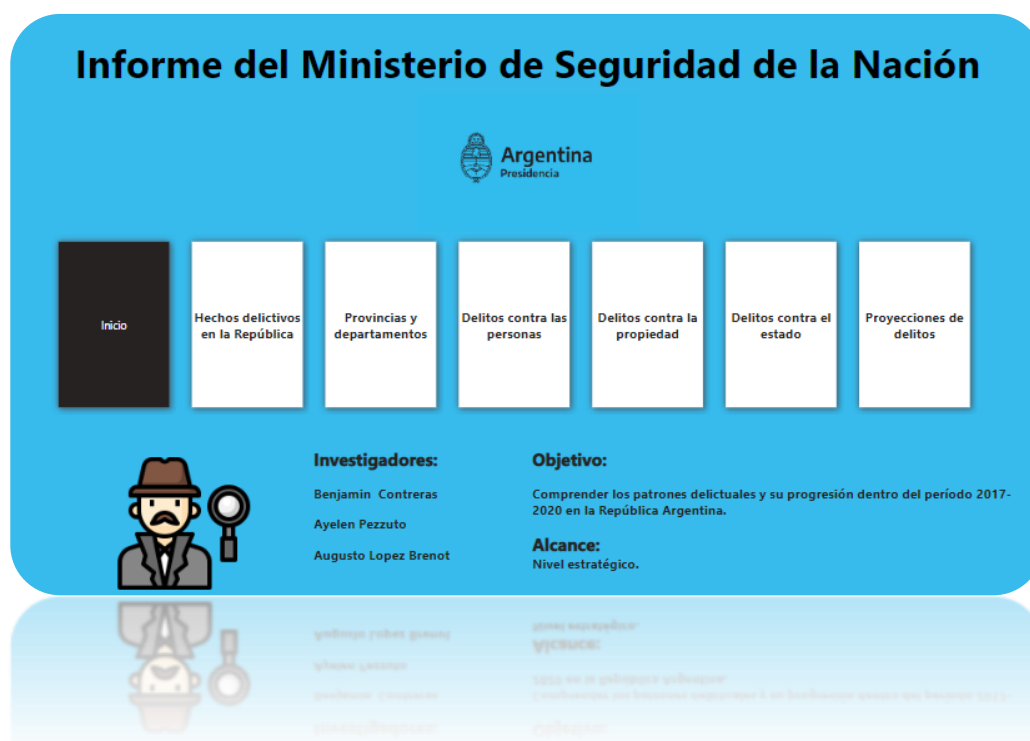 Informe del Ministerio de Seguridad de la Nación
Argentina
Presidencia
Inicio
Hechos delictivos
en la República
Provincias y
departamentos
Delitos contra las
personas
Delitos contra la
propiedad
Delitos contra el
estado
Proyecciones de
delitos
Investigadores:
Benjamin Contreras
Ayelen Pezzuto
Augusto Lopez Brenot
Objetivo:
Comprender los patrones delictuales y su progresión dentro del período 2017-
2020 en la República Argentina.
Alcance:
Nivel estratégico.